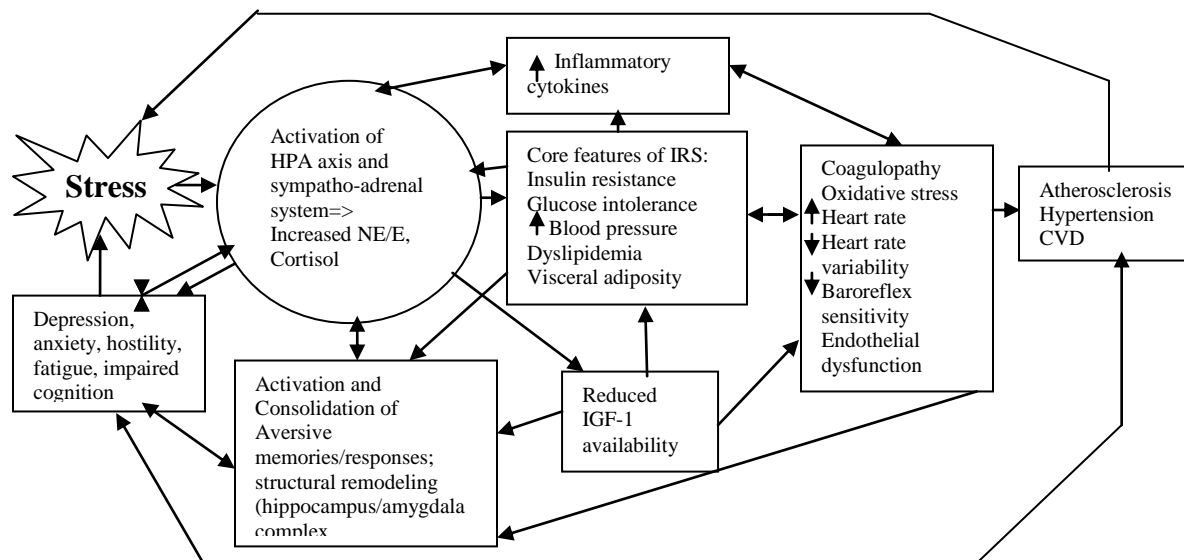 Stress
Activation of
HPA axis and
sympatho-adrenal
system=>
Increased NE/E,
Cortisol
Inflammatory
cytokines
Core features of IRS:
Insulin resistance
Glucose intolerance
Blood pressure
Dyslipidemia
Visceral adiposity
Coagulopathy
Oxidative stress
Heart rate
Heart rate
variability
Baroreflex
sensitivity
Endothelial
dysfunction
Atherosclerosis
Hypertension
CVD
Depression,
anxiety, hostility,
fatigue, impaired
cognition
Activation and
Consolidation of
Aversive
memories/responses;
structural remodeling
(hippocampus/amygdala
complex
Reduced
IGF-1
availability